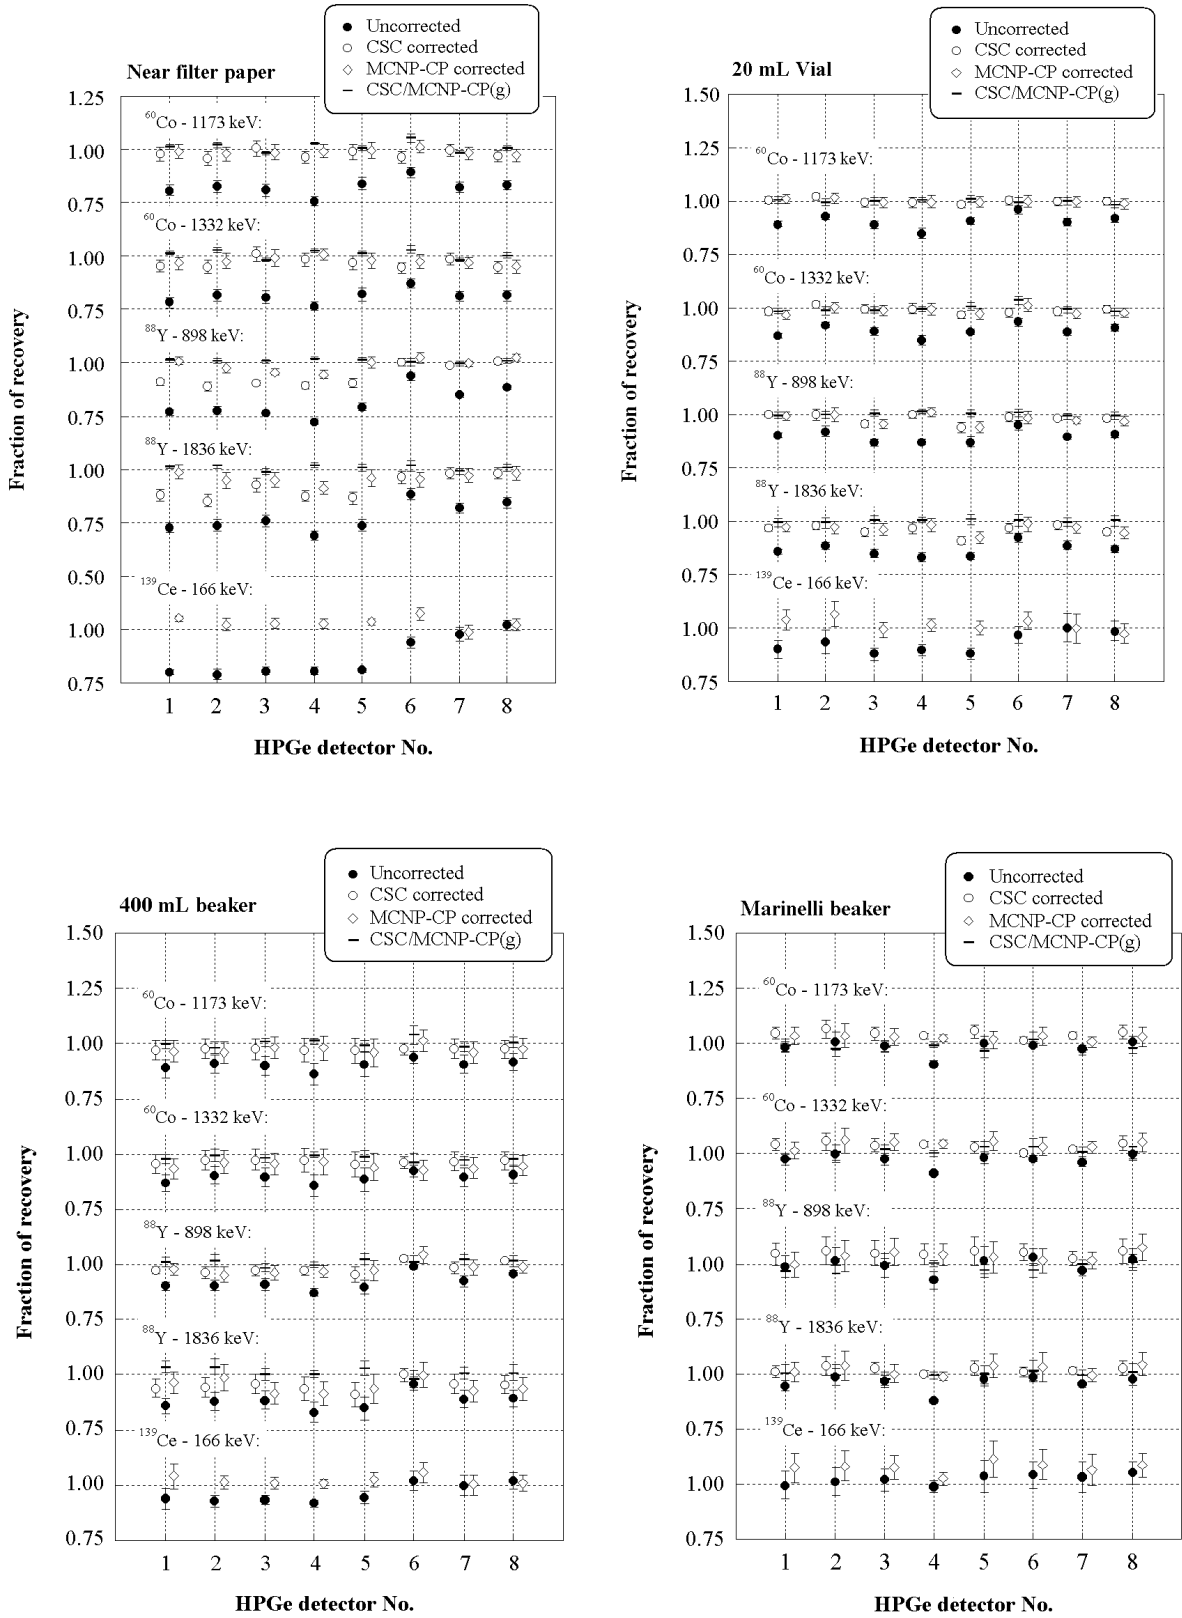 Near filter paper
Uncorrected
CSC corrected
MCNP-CP corrected
CSC/MCNP-CP(g)
1.25
⁶⁰Co - 1173 keV:
1.00
0.75
⁶⁰Co - 1332 keV:
1.00
0.75
⁸⁸Y - 898 keV:
1.00
0.75
⁸⁸Y - 1836 keV:
1.00
0.75
0.50
¹³⁹Ce - 166 keV:
1.00
0.75
1 2 3 4 5 6 7 8
HPGe detector No.
Fraction of recovery
20 mL Vial
Uncorrected
CSC corrected
MCNP-CP corrected
CSC/MCNP-CP(g)
1.50
1.25
⁶⁰Co - 1173 keV:
1.00
0.75
⁶⁰Co - 1332 keV:
1.00
0.75
⁸⁸Y - 898 keV:
1.00
0.75
⁸⁸Y - 1836 keV:
1.00
0.75
¹³⁹Ce - 166 keV:
1.00
0.75
1 2 3 4 5 6 7 8
HPGe detector No.
Fraction of recovery
400 mL beaker
Uncorrected
CSC corrected
MCNP-CP corrected
CSC/MCNP-CP(g)
1.50
1.25
⁶⁰Co - 1173 keV:
1.00
0.75
⁶⁰Co - 1332 keV:
1.00
0.75
⁸⁸Y - 898 keV:
1.00
0.75
⁸⁸Y - 1836 keV:
1.00
0.75
¹³⁹Ce - 166 keV:
1.00
0.75
1 2 3 4 5 6 7 8
HPGe detector No.
Fraction of recovery
Marinelli beaker
Uncorrected
CSC corrected
MCNP-CP corrected
CSC/MCNP-CP(g)
1.50
1.25
⁶⁰Co - 1173 keV:
1.00
0.75
⁶⁰Co - 1332 keV:
1.00
0.75
⁸⁸Y - 898 keV:
1.00
0.75
⁸⁸Y - 1836 keV:
1.00
0.75
¹³⁹Ce - 166 keV:
1.00
0.75
1 2 3 4 5 6 7 8
HPGe detector No.
Fraction of recovery